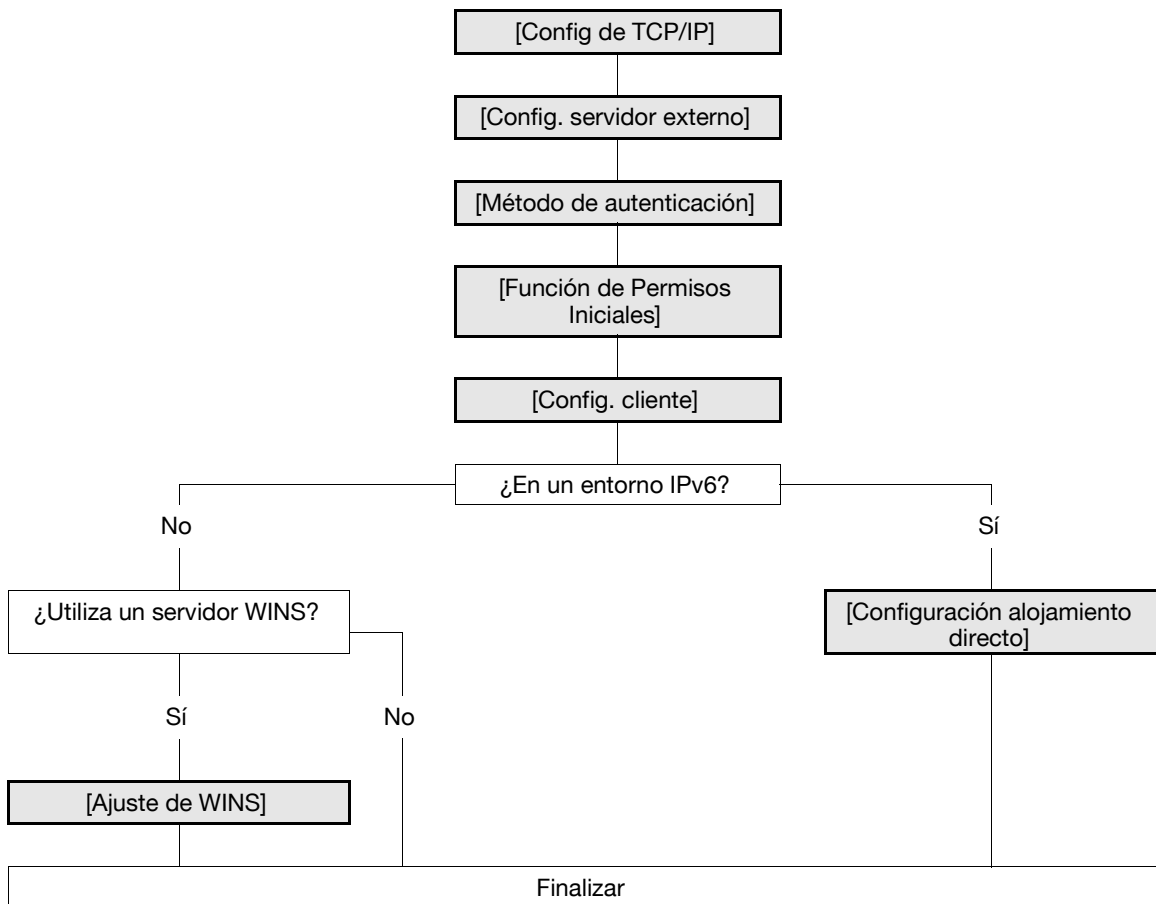 [Config de TCP/IP]
[Config. servidor externo]
[Método de autenticación]
[Función de Permisos
Iniciales]
[Config. cliente]
¿En un entorno IPv6?
No
Sí
¿Utiliza un servidor WINS?
[Configuración alojamiento
directo]
Sí
No
[Ajuste de WINS]
Finalizar